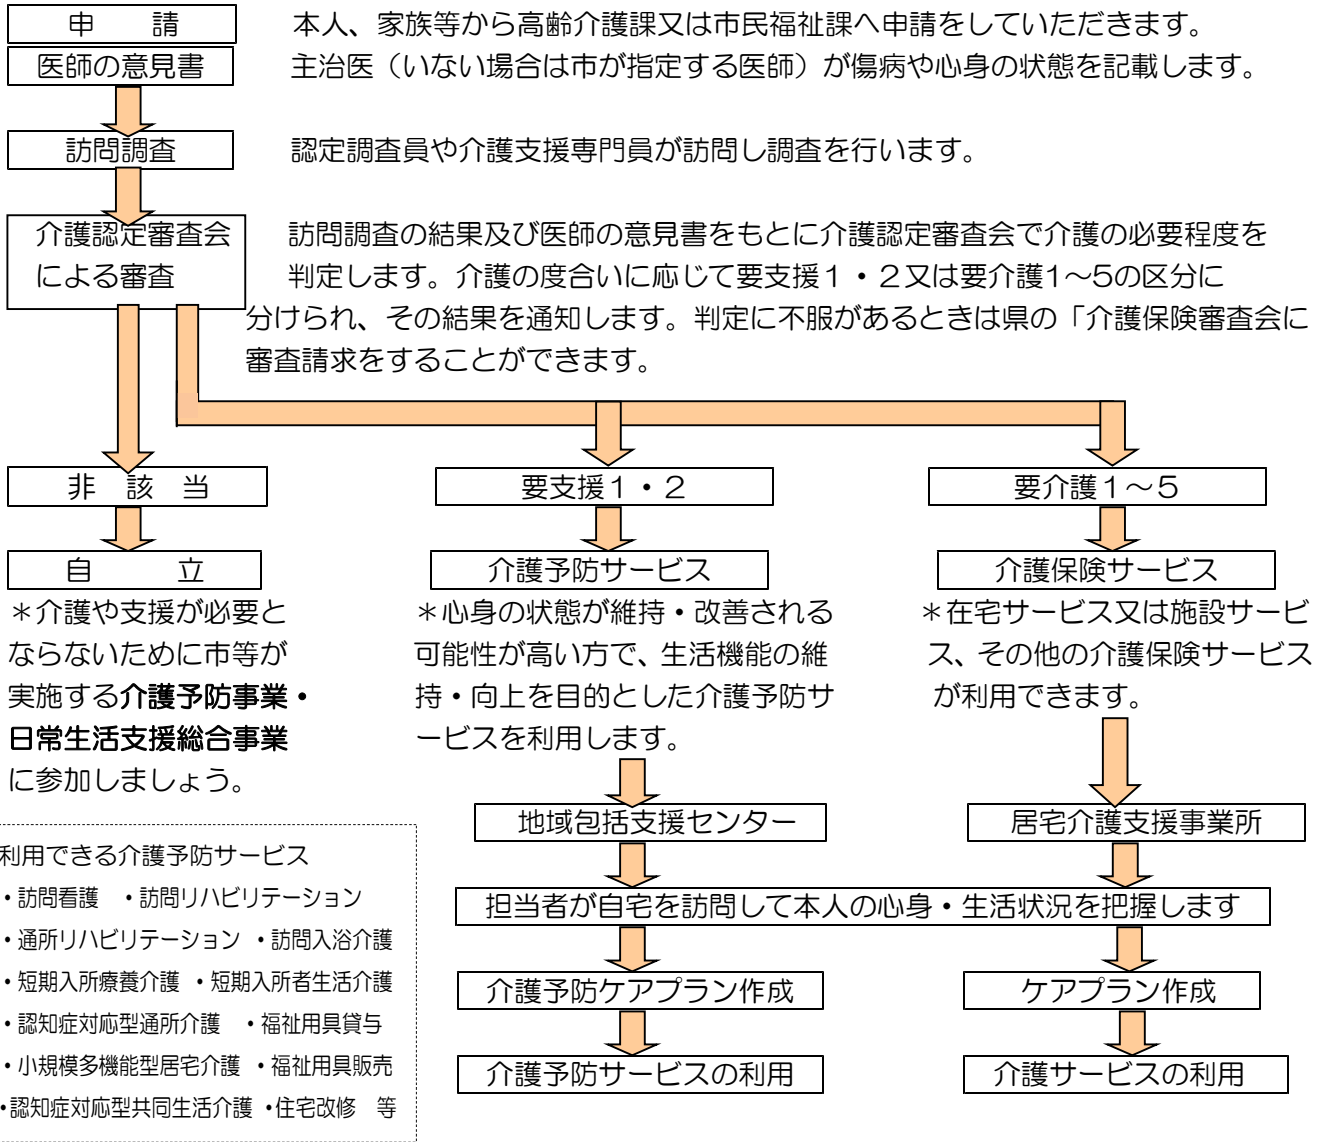 申　　請　　本人、家族等から高齢介護課又は市民福祉課へ申請をしていただきます。
医師の意見書　　主治医（いない場合は市が指定する医師）が傷病や心身の状態を記載します。
訪問調査　　認定調査員や介護支援専門員が訪問し調査を行います。
介護認定審査会
による審査
訪問調査の結果及び医師の意見書をもとに介護認定審査会で介護の必要程度を
判定します。介護の度合いに応じて要支援１・２又は要介護1～5の区分に
分けられ、その結果を通知します。判定に不服があるときは県の「介護保険審査会に
審査請求をすることができます。
非　該　当
自　　　立
＊介護や支援が必要と
ならないために市等が
実施する介護予防事業・
日常生活支援総合事業
に参加しましょう。
要支援１・２
介護予防サービス
＊心身の状態が維持・改善される
可能性が高い方で、生活機能の維
持・向上を目的とした介護予防サ
ービスを利用します。
要介護１～５
介護保険サービス
＊在宅サービス又は施設サービ
ス、その他の介護保険サービス
が利用できます。
地域包括支援センター
居宅介護支援事業所
担当者が自宅を訪問して本人の心身・生活状況を把握します
介護予防ケアプラン作成
ケアプラン作成
介護予防サービスの利用
介護サービスの利用
利用できる介護予防サービス
・訪問看護　・訪問リハビリテーション
・通所リハビリテーション　・訪問入浴介護
・短期入所療養介護　・短期入所者生活介護
・認知症対応型通所介護　・福祉用具貸与
・小規模多機能型居宅介護　・福祉用具販売
・認知症対応型共同生活介護　・住宅改修　等